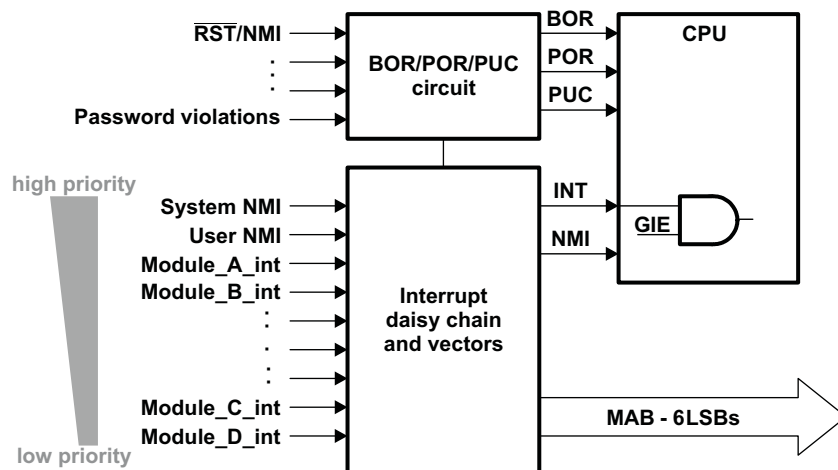 RST/NMI
Password violations
BOR/POR/PUC
circuit
BOR
POR
PUC
CPU
high priority
low priority
System NMI
User NMI
Module_A_int
Module_B_int
Module_C_int
Module_D_int
Interrupt
daisy chain
and vectors
INT
NMI
GIE
MAB - 6LSBs